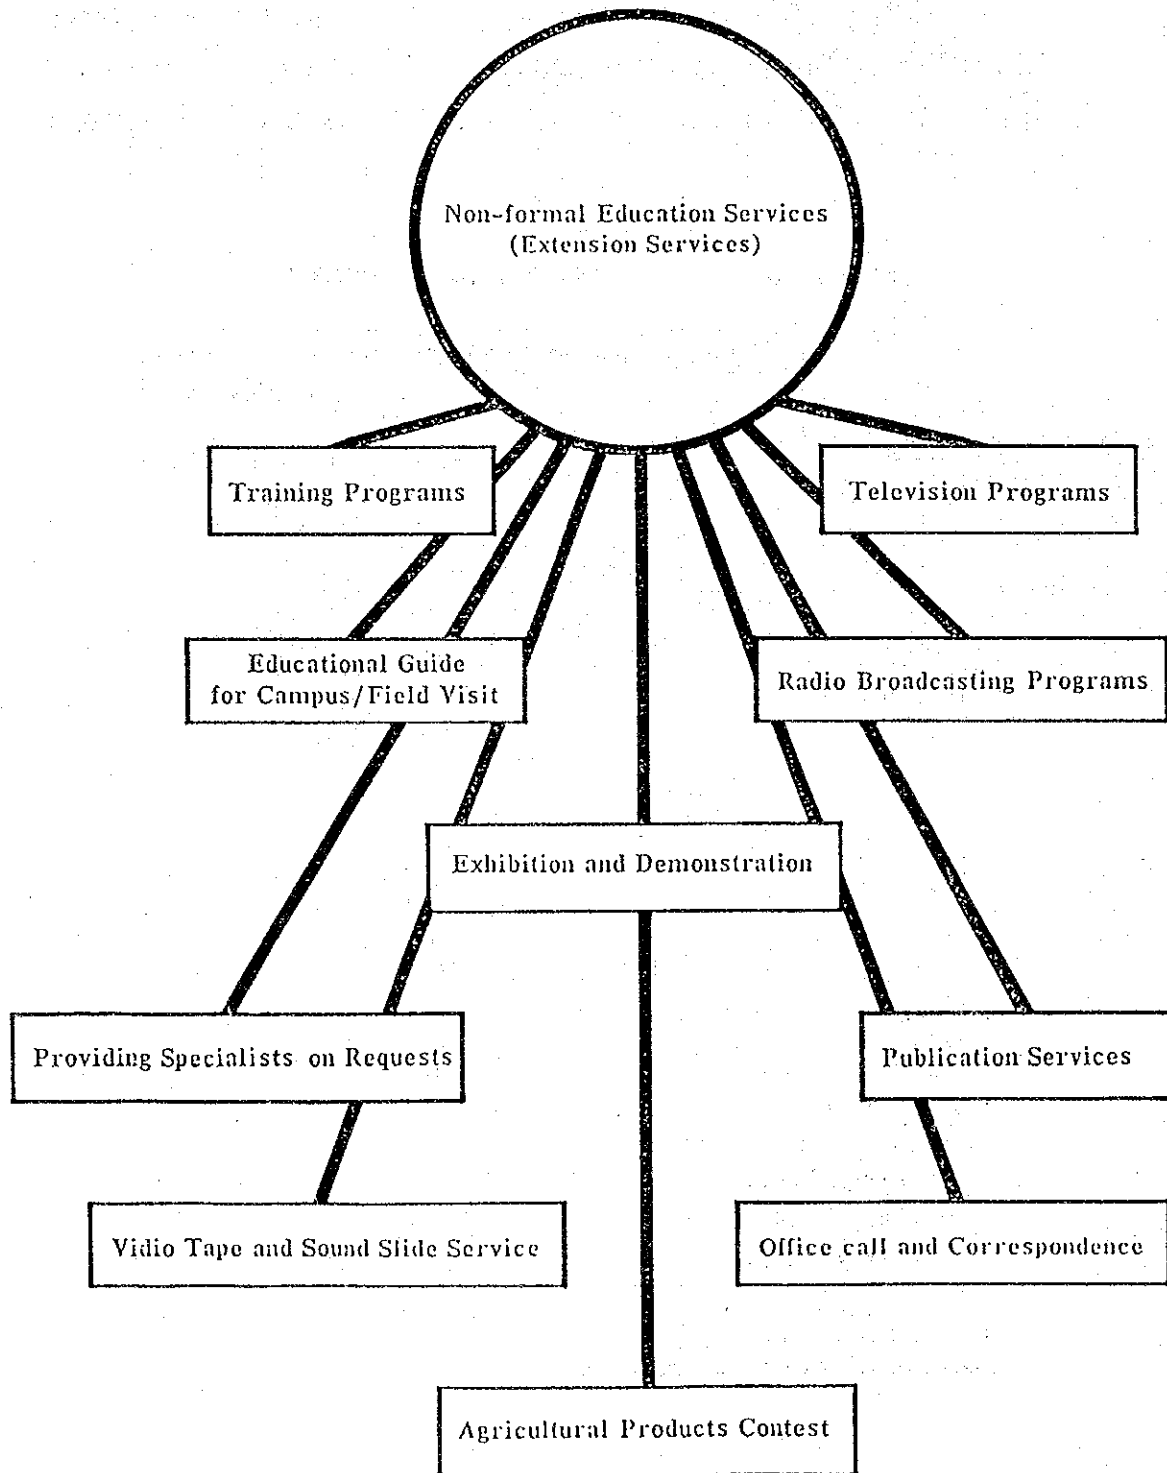 Non-formal Education Services
(Extension Services)
Training Programs
Television Programs
Educational Guide
for Campus/Field Visit
Radio Broadcasting Programs
Exhibition and Demonstration
Providing Specialists on Requests
Publication Services
Vidio Tape and Sound Slide Service
Office call and Correspondence
Agricultural Products Contest